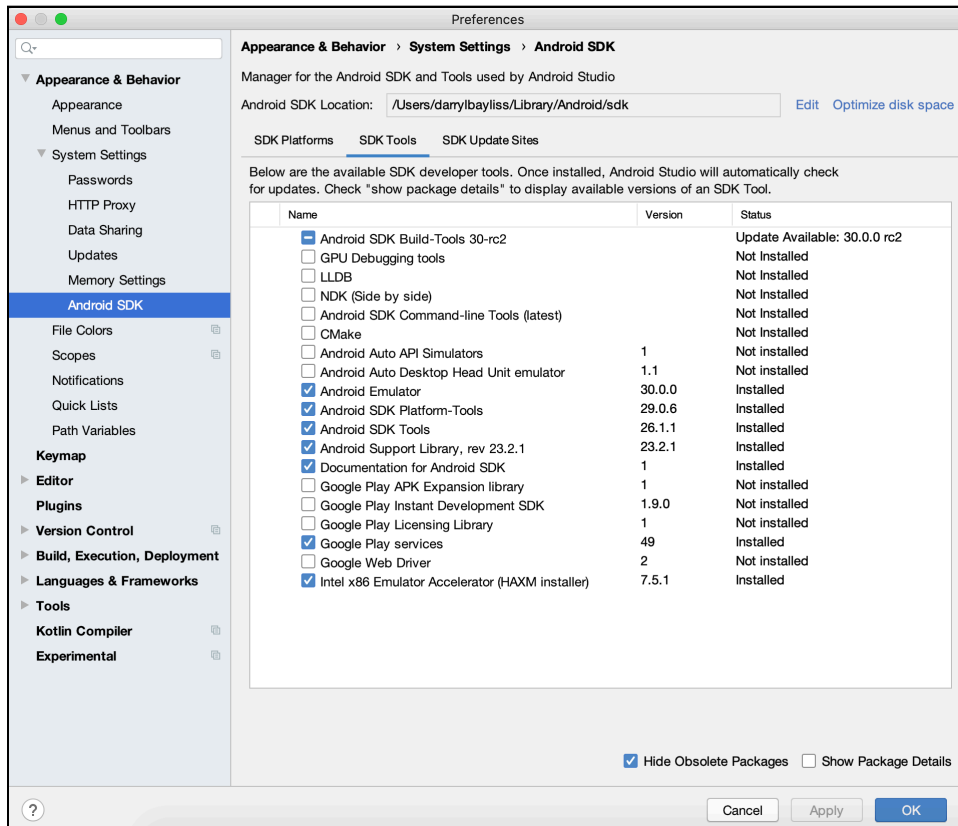 Preferences
Appearance & Behavior › System Settings › Android SDK
Manager for the Android SDK and Tools used by Android Studio
Android SDK Location: /Users/darrylbayliss/Library/Android/sdk Edit Optimize disk space
SDK Platforms SDK Tools SDK Update Sites
Below are the available SDK developer tools. Once installed, Android Studio will automatically check
for updates. Check "show package details" to display available versions of an SDK Tool.
Appearance & Behavior
Appearance
Menus and Toolbars
System Settings
Passwords
HTTP Proxy
Data Sharing
Updates
Memory Settings
Android SDK
File Colors
Scopes
Notifications
Quick Lists
Path Variables
Keymap
Editor
Plugins
Version Control
Build, Execution, Deployment
Languages & Frameworks
Tools
Kotlin Compiler
Experimental
Name Version Status
Android SDK Build-Tools 30-rc2 Update Available: 30.0.0 rc2
GPU Debugging tools Not Installed
LLDB Not Installed
NDK (Side by side) Not Installed
Android SDK Command-line Tools (latest) Not Installed
CMake Not Installed
Android Auto API Simulators 1 Not installed
Android Auto Desktop Head Unit emulator 1.1 Not installed
Android Emulator 30.0.0 Installed
Android SDK Platform-Tools 29.0.6 Installed
Android SDK Tools 26.1.1 Installed
Android Support Library, rev 23.2.1 23.2.1 Installed
Documentation for Android SDK 1 Installed
Google Play APK Expansion library 1 Not installed
Google Play Instant Development SDK 1.9.0 Not installed
Google Play Licensing Library 1 Not installed
Google Play services 49 Installed
Google Web Driver 2 Not installed
Intel x86 Emulator Accelerator (HAXM installer) 7.5.1 Installed
Hide Obsolete Packages Show Package Details
? Cancel Apply OK